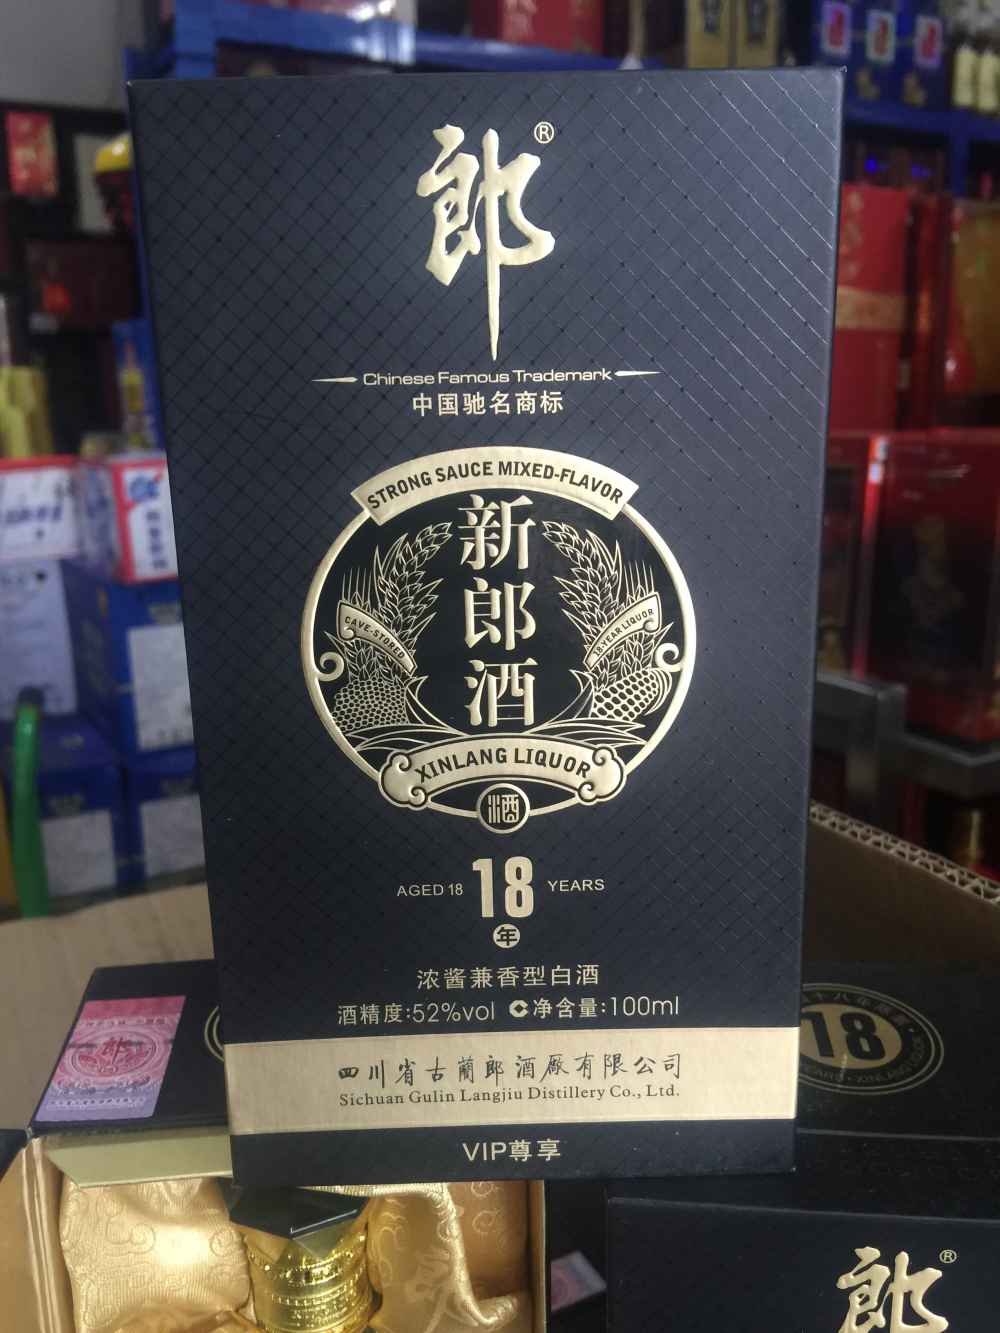 郎®
Chinese Famous Trademark
中国驰名商标
STRONG SAUCE MIXED-FLAVOR
新郎酒
CAVE-STORED
18-YEAR LIQUOR
XINLANG LIQUOR
酒
AGED 18 18 YEARS
年
浓酱兼香型白酒
酒精度:52%vol 净含量:100ml
四川省古蔺郎酒厰有限公司
Sichuan Gulin Langjiu Distillery Co., Ltd.
VIP尊享
郎
18
郎®